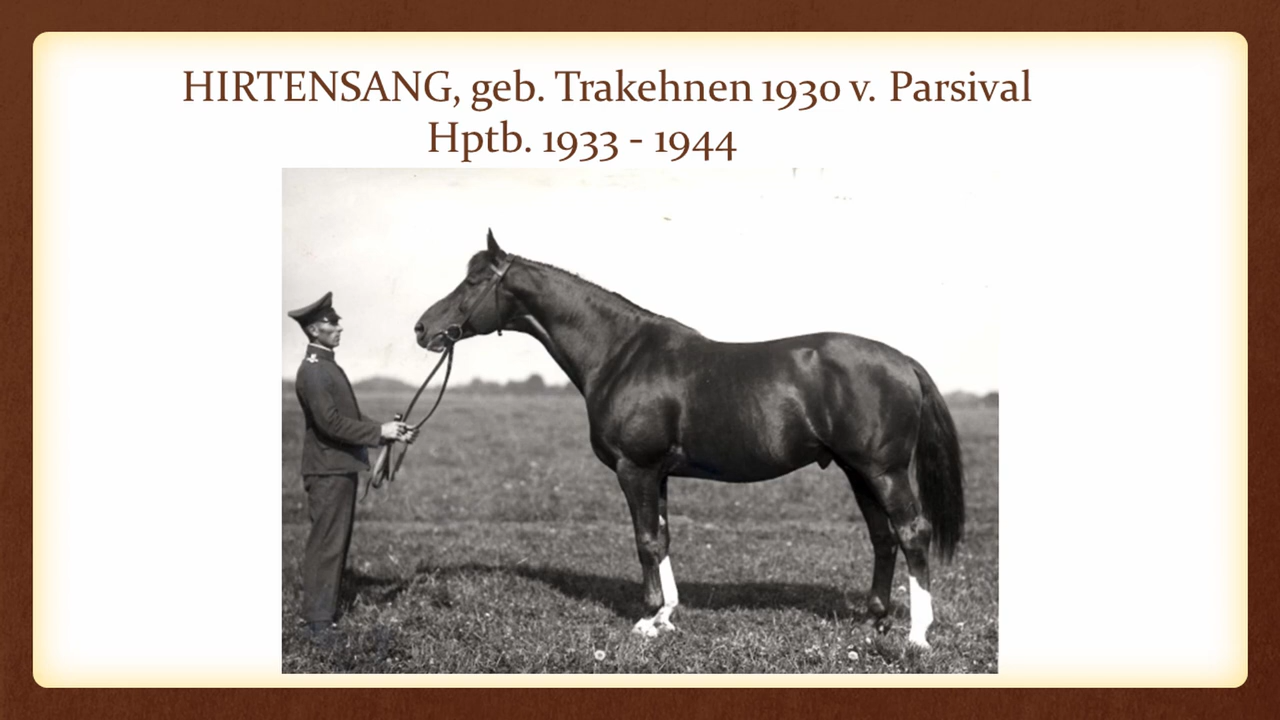 HIRTENSANG, geb. Trakehnen 1930 v. Parsival
Hptb. 1933 - 1944